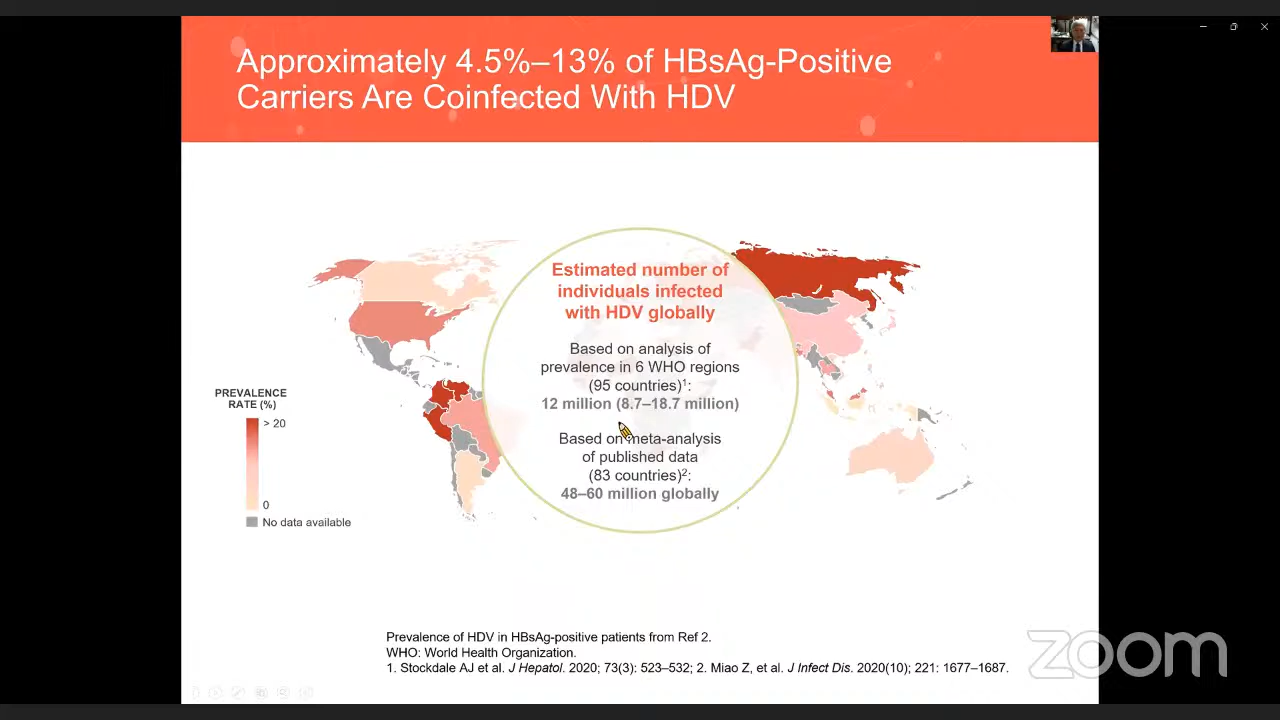 Approximately 4.5%–13% of HBsAg-Positive
Carriers Are Coinfected With HDV
Estimated number of
individuals infected
with HDV globally
Based on analysis of
prevalence in 6 WHO regions
(95 countries)¹:
12 million (8.7–18.7 million)
Based on meta-analysis
of published data
(83 countries)²:
48–60 million globally
PREVALENCE
RATE (%)
> 20
0
No data available
Prevalence of HDV in HBsAg-positive patients from Ref 2.
WHO: World Health Organization.
1. Stockdale AJ et al. J Hepatol. 2020; 73(3): 523–532; 2. Miao Z, et al. J Infect Dis. 2020(10); 221: 1677–1687.
zoom